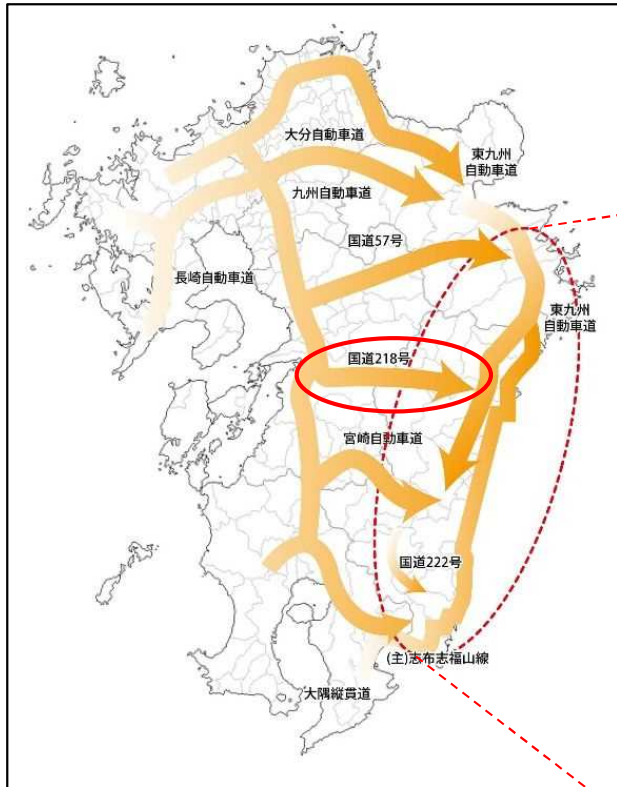 大分自動車道
東九州
自動車道
九州自動車道
国道57号
長崎自動車道
東九州
自動車道
国道218号
宮崎自動車道
国道222号
(主)志布志福山線
大隅縦貫道